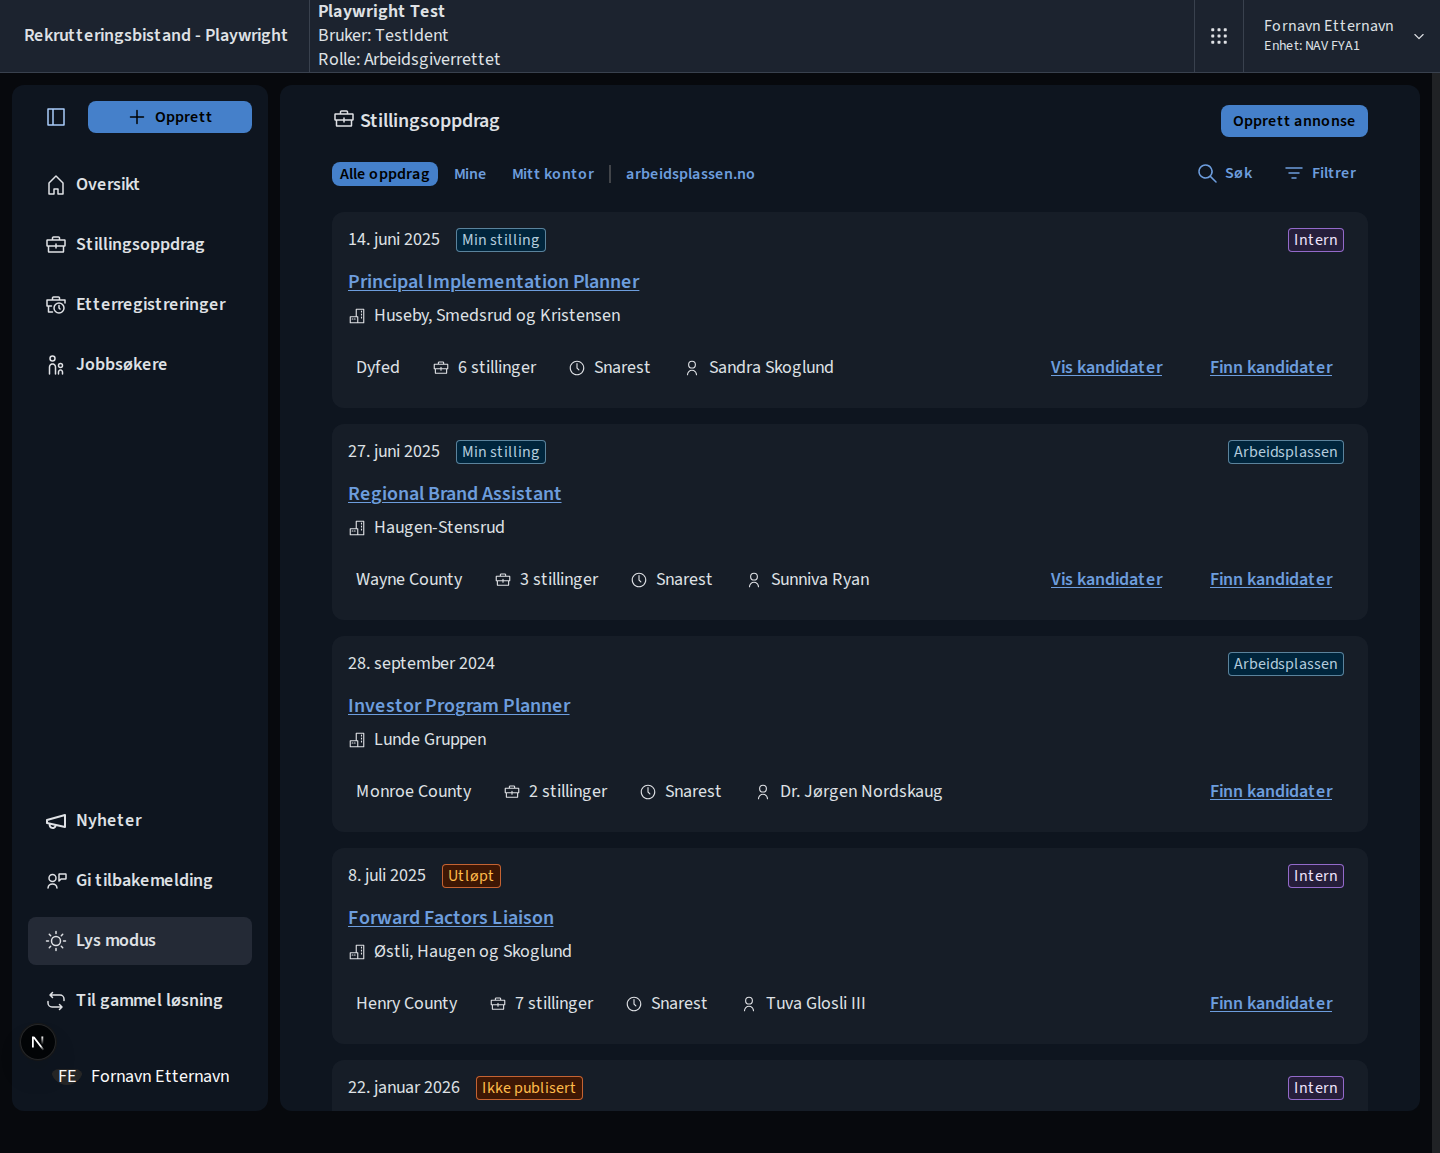 Rekrutteringsbistand - Playwright
Playwright Test
Bruker: TestIdent
Rolle: Arbeidsgiverrettet
Fornavn Etternavn
Enhet: NAV FYA1
Opprett
Oversikt
Stillingsoppdrag
Etterregistreringer
Jobbsøkere
Nyheter
Gi tilbakemelding
Lys modus
Til gammel løsning
N
FE Fornavn Etternavn
Stillingsoppdrag
Opprett annonse
Alle oppdrag Mine Mitt kontor arbeidsplassen.no Søk Filtrer
14. juni 2025 Min stilling Intern
Principal Implementation Planner
Huseby, Smedsrud og Kristensen
Dyfed 6 stillinger Snarest Sandra Skoglund Vis kandidater Finn kandidater
27. juni 2025 Min stilling Arbeidsplassen
Regional Brand Assistant
Haugen-Stensrud
Wayne County 3 stillinger Snarest Sunniva Ryan Vis kandidater Finn kandidater
28. september 2024 Arbeidsplassen
Investor Program Planner
Lunde Gruppen
Monroe County 2 stillinger Snarest Dr. Jørgen Nordskaug Finn kandidater
8. juli 2025 Utløpt Intern
Forward Factors Liaison
Østli, Haugen og Skoglund
Henry County 7 stillinger Snarest Tuva Glosli III Finn kandidater
22. januar 2026 Ikke publisert Intern